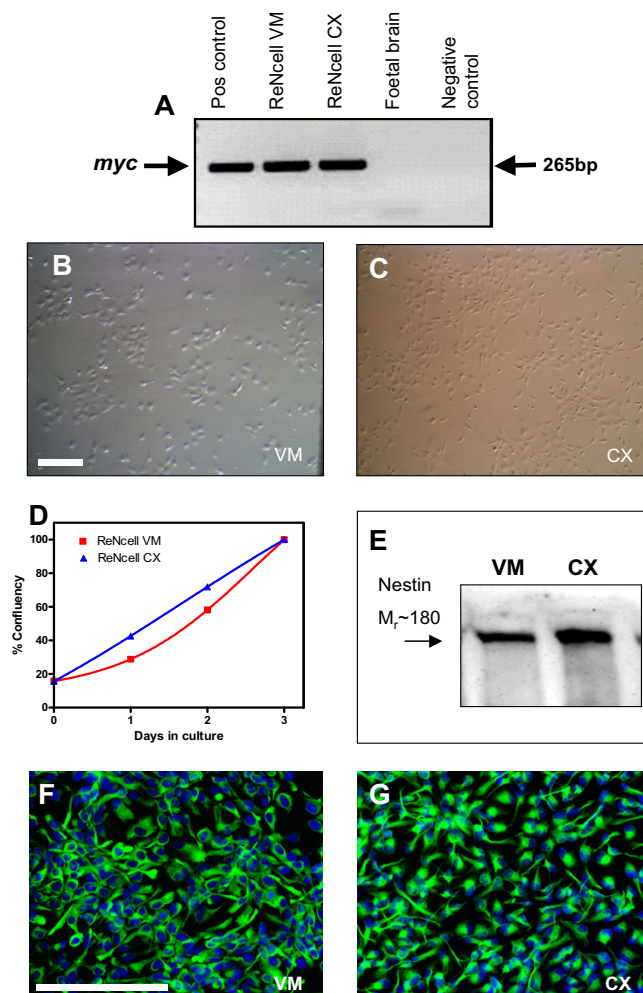 A
Pos control
ReNcell VM
ReNcell CX
Foetal brain
Negative
control
myc
265bp
B
VM
C
CX
D
ReNcell VM
ReNcell CX
% Confluency
100
80
60
40
20
0
0 1 2 3
Days in culture
E
VM CX
Nestin
Mr~180
F
VM
G
CX